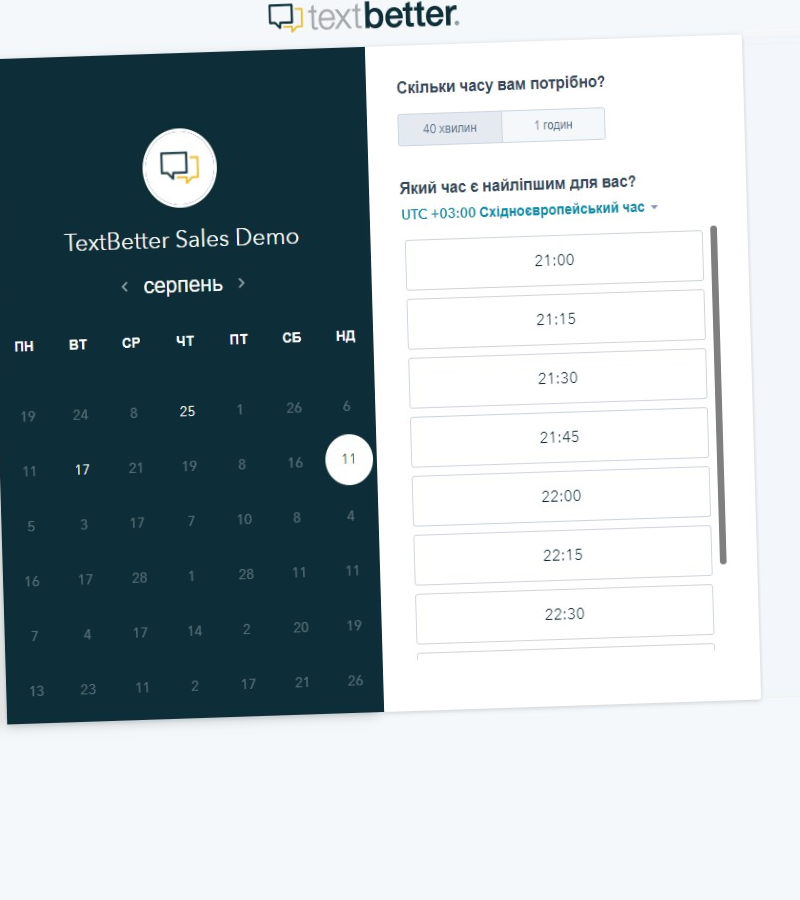 textbetter.
TextBetter Sales Demo
серпень
ПН ВТ СР ЧТ ПТ СБ НД
19 24 8 25 1 26 6
11 17 21 19 8 16 11
5 3 17 7 10 8 4
16 17 28 1 28 11 11
7 4 17 14 2 20 19
13 23 11 2 17 21 26
Скільки часу вам потрібно?
40 хвилин 1 годин
Який час є найліпшим для вас?
UTC +03:00 Східноєвропейський час
21:00
21:15
21:30
21:45
22:00
22:15
22:30